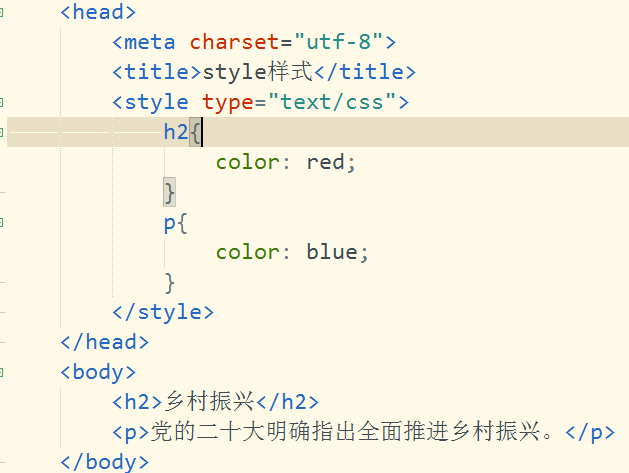 <head>
<meta charset="utf-8">
<title>style样式</title>
<style type="text/css">
h2{
color: red;
}
p{
color: blue;
}
</style>
</head>
<body>
<h2>乡村振兴</h2>
<p>党的二十大明确指出全面推进乡村振兴。</p>
</body>